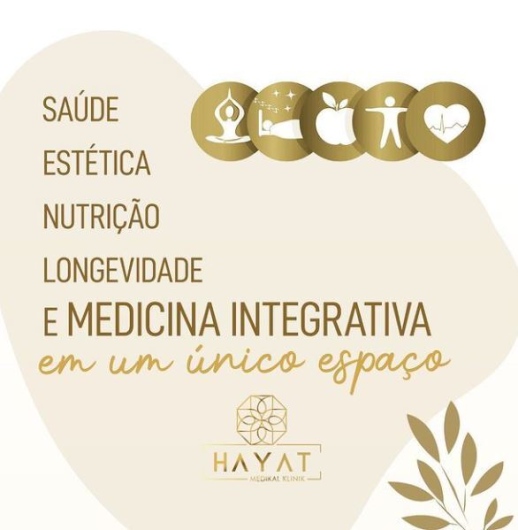 SAÚDE
ESTÉTICA
NUTRIÇÃO
LONGEVIDADE
E MEDICINA INTEGRATIVA
em um único espaço
HAYAT
MEDIKAL KLINIK